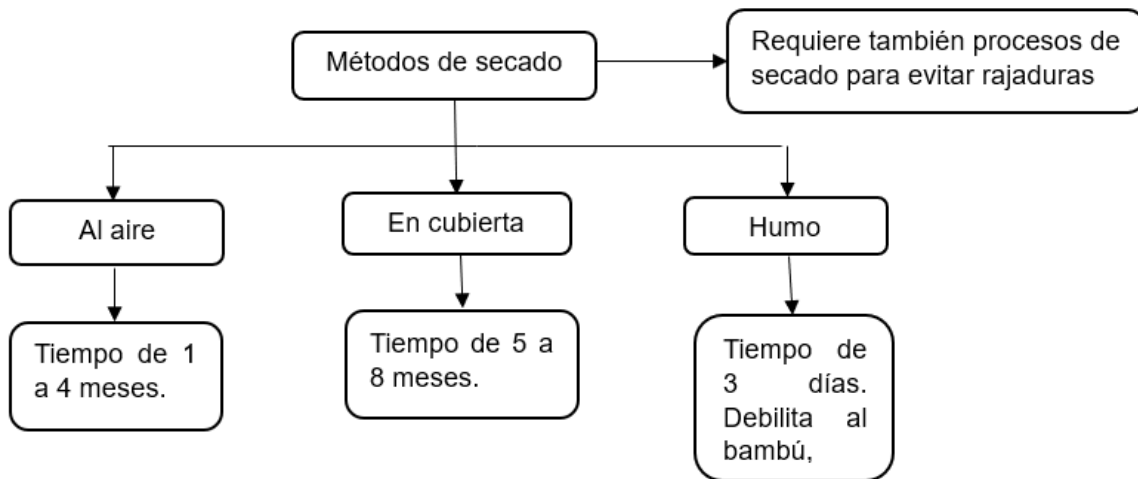 Métodos de secado
Requiere también procesos de
secado para evitar rajaduras
Al aire
En cubierta
Humo
Tiempo de 1
a 4 meses.
Tiempo de 5 a
8 meses.
Tiempo de
3 días.
Debilita al
bambú,